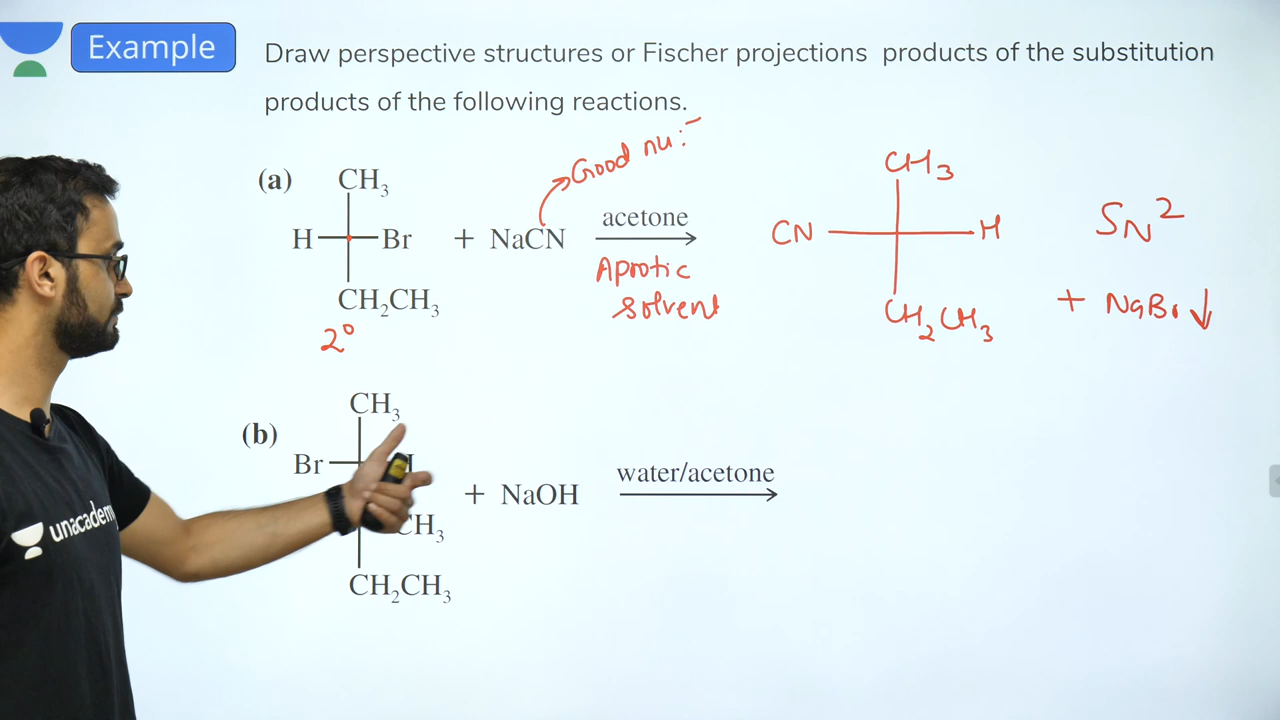 Example
Draw perspective structures or Fischer projections products of the substitution
products of the following reactions.
Good nu:⁻
(a) CH₃
H Br + NaCN acetone
CH₂CH₃
2°
Aprotic
solvent
CH₃
CN H
CH₂CH₃
SN²
+ NaBr↓
(b) CH₃
Br
CH₃
CH₂CH₃
+ NaOH water/acetone
unacademy